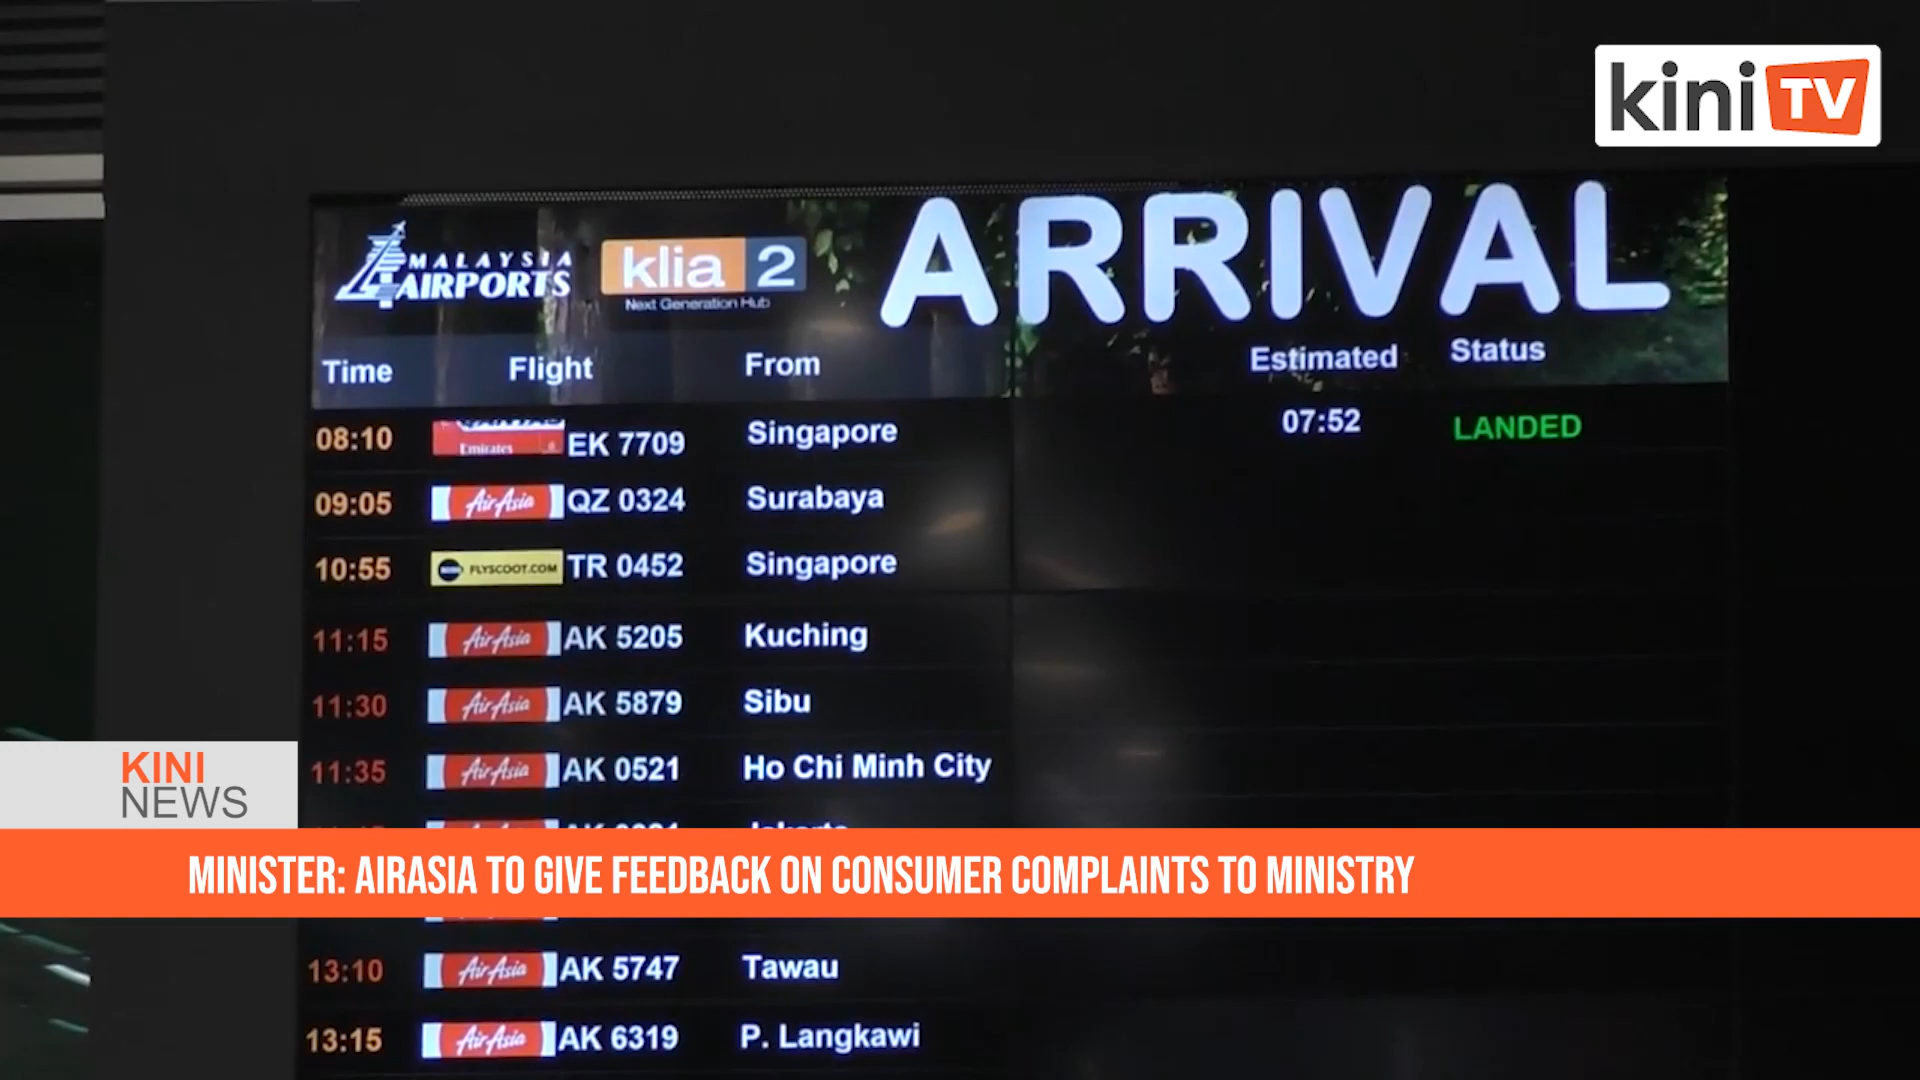 kini TV
ARRIVAL
MALAYSIA AIRPORTS
klia 2
Next Generation Hub
Time Flight From Estimated Status
08:10 Emirates EK 7709 Singapore 07:52 LANDED
09:05 AirAsia QZ 0324 Surabaya
10:55 FLYSCOOT.COM TR 0452 Singapore
11:15 AirAsia AK 5205 Kuching
11:30 AirAsia AK 5879 Sibu
11:35 AirAsia AK 0521 Ho Chi Minh City
KINI
NEWS
MINISTER: AIRASIA TO GIVE FEEDBACK ON CONSUMER COMPLAINTS TO MINISTRY
13:10 AirAsia AK 5747 Tawau
13:15 AirAsia AK 6319 P. Langkawi